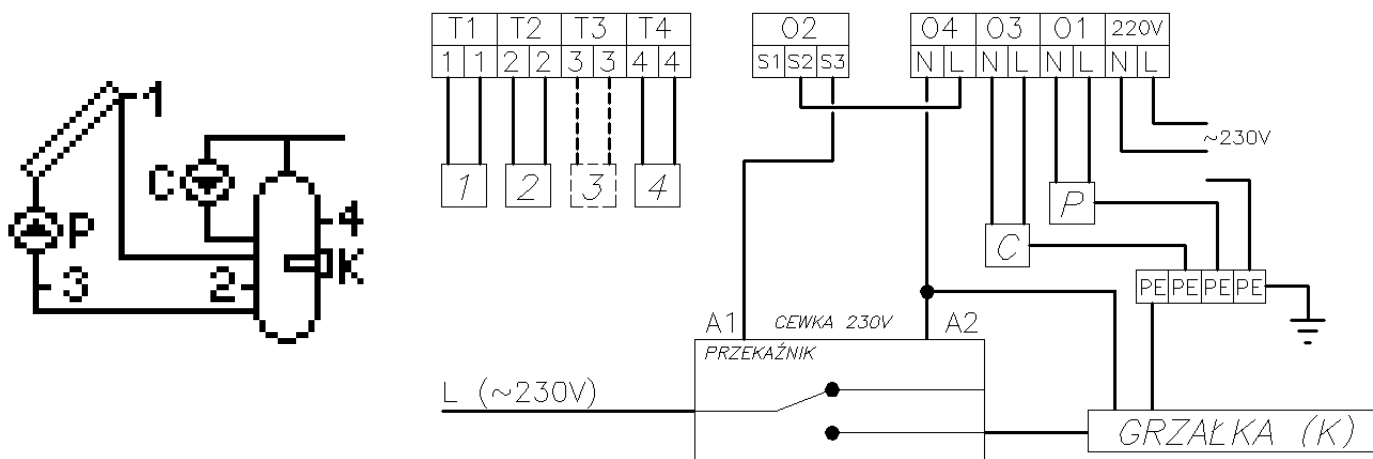 1
C
P
4
K
3
2
T1 T2 T3 T4
1 1 2 2 3 3 4 4
1 2 3 4
O2
S1 S2 S3
O4 O3 O1 220V
N L N L N L N L
~230V
P
C
PE PE PE PE
A1 CEWKA 230V A2
PRZEKAŹNIK
L (~230V)
GRZAŁKA (K)